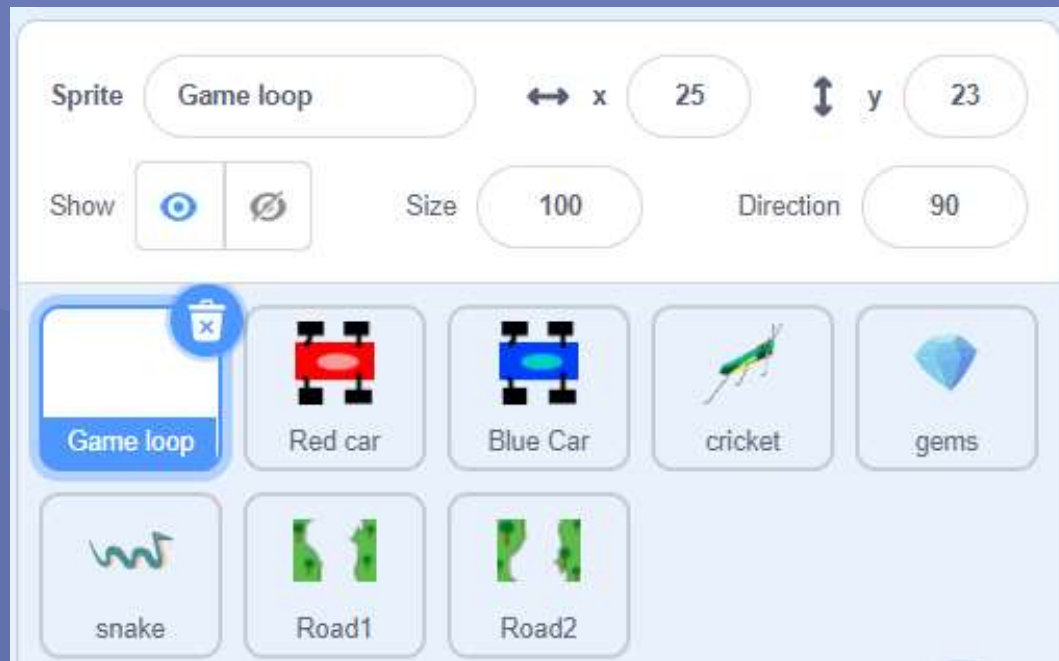 Sprite Game loop x 25 y 23
Show Size 100 Direction 90
Game loop Red car Blue Car cricket gems
snake Road1 Road2